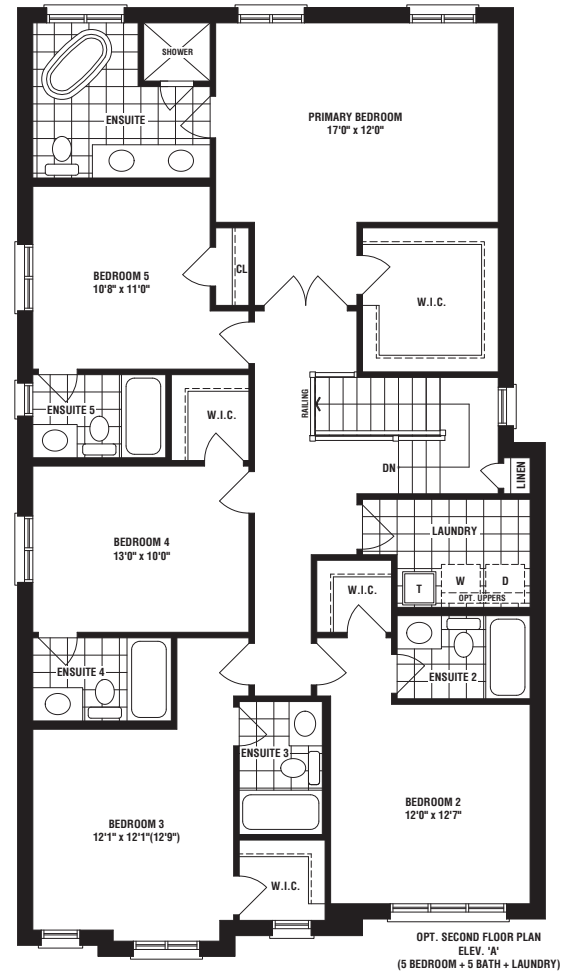 SHOWER
ENSUITE
PRIMARY BEDROOM
17'0" x 12'0"
BEDROOM 5
10'8" x 11'0"
CL
W.I.C.
ENSUITE 5
W.I.C.
RAILING
DN
LINEN
LAUNDRY
BEDROOM 4
13'0" x 10'0"
T
W
D
OPT. UPPERS
W.I.C.
ENSUITE 4
ENSUITE 2
ENSUITE 3
BEDROOM 3
12'1" x 12'1"(12'9")
BEDROOM 2
12'0" x 12'7"
W.I.C.
OPT. SECOND FLOOR PLAN
ELEV. 'A'
(5 BEDROOM + 5 BATH + LAUNDRY)